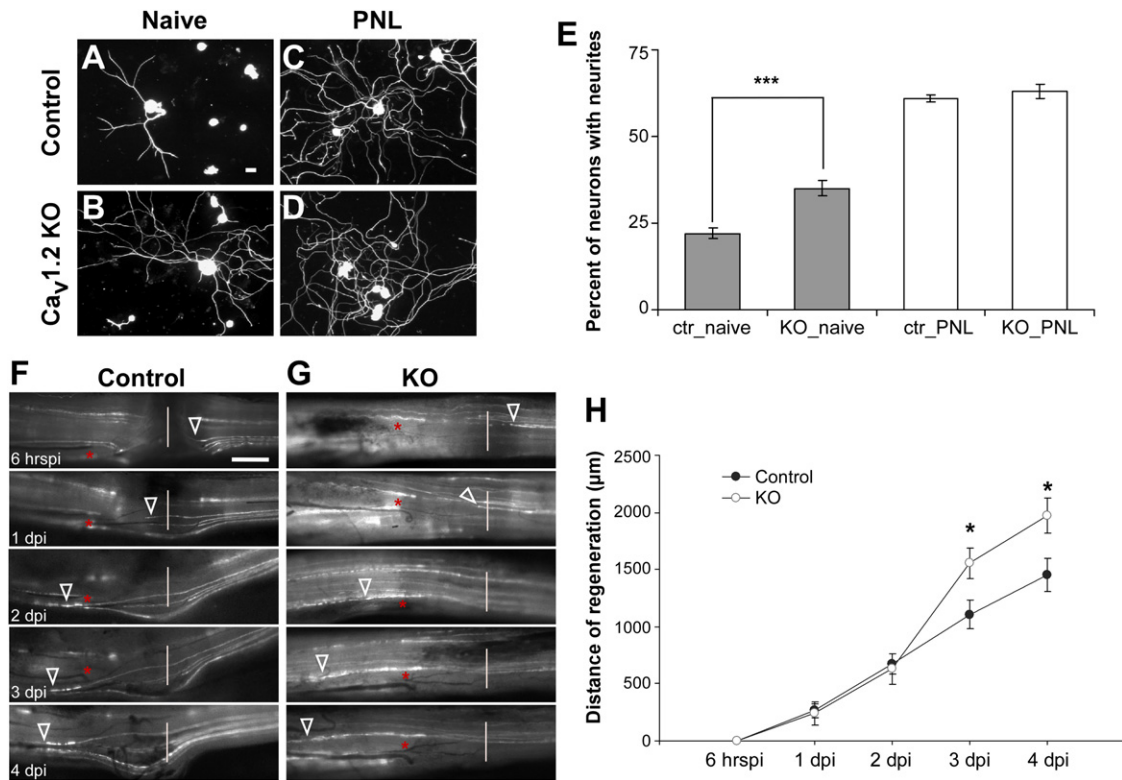 Naive
PNL
Control
Ca_v1.2 KO
A
C
B
D
E
Percent of neurons with neurites
75
50
25
0
***
ctr_naive
KO_naive
ctr_PNL
KO_PNL
F
Control
G
KO
*
6 hrspi
*
*
1 dpi
*
*
2 dpi
*
*
3 dpi
*
*
4 dpi
*
H
Distance of regeneration (µm)
2500
2000
1500
1000
500
0
Control
KO
*
*
6 hrspi
1 dpi
2 dpi
3 dpi
4 dpi